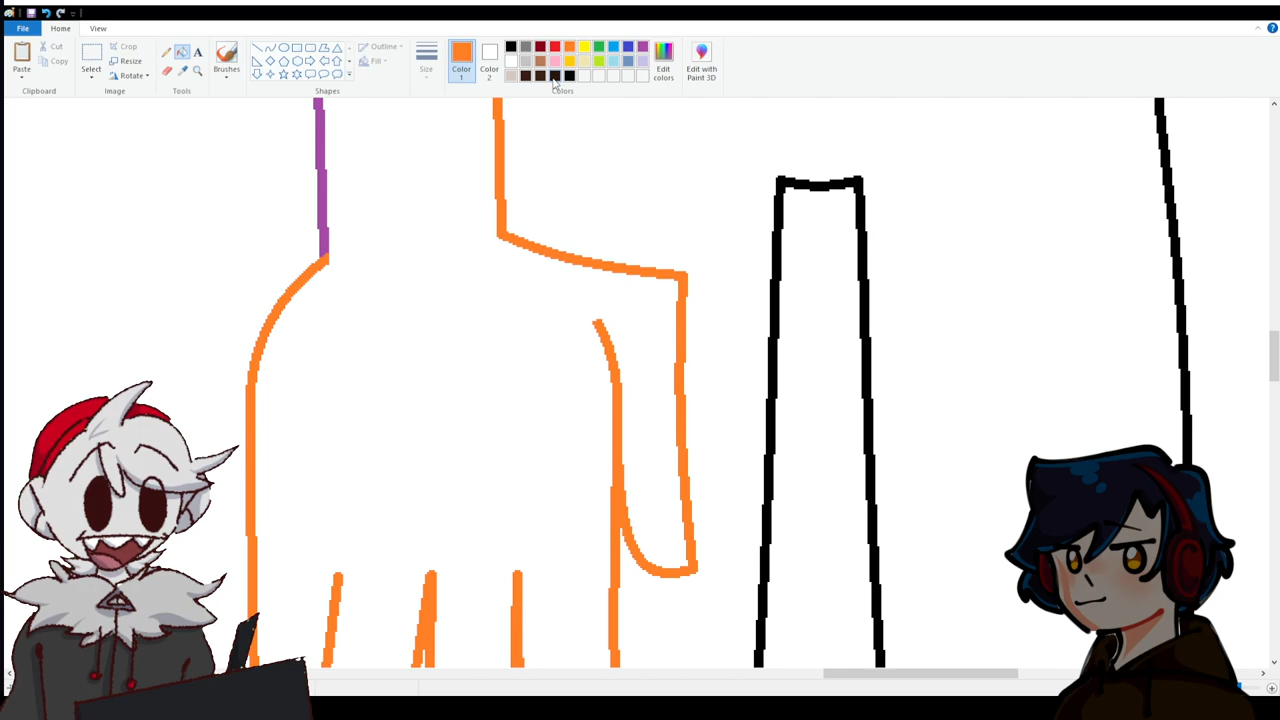 File Home View
Paste
Cut
Copy
Clipboard
Select
Crop
Resize
Rotate
Image
A
Tools
Brushes
Outline
Fill
Shapes
Size
Color
1
Color
2
Colors
Edit
colors
Edit with
Paint 3D